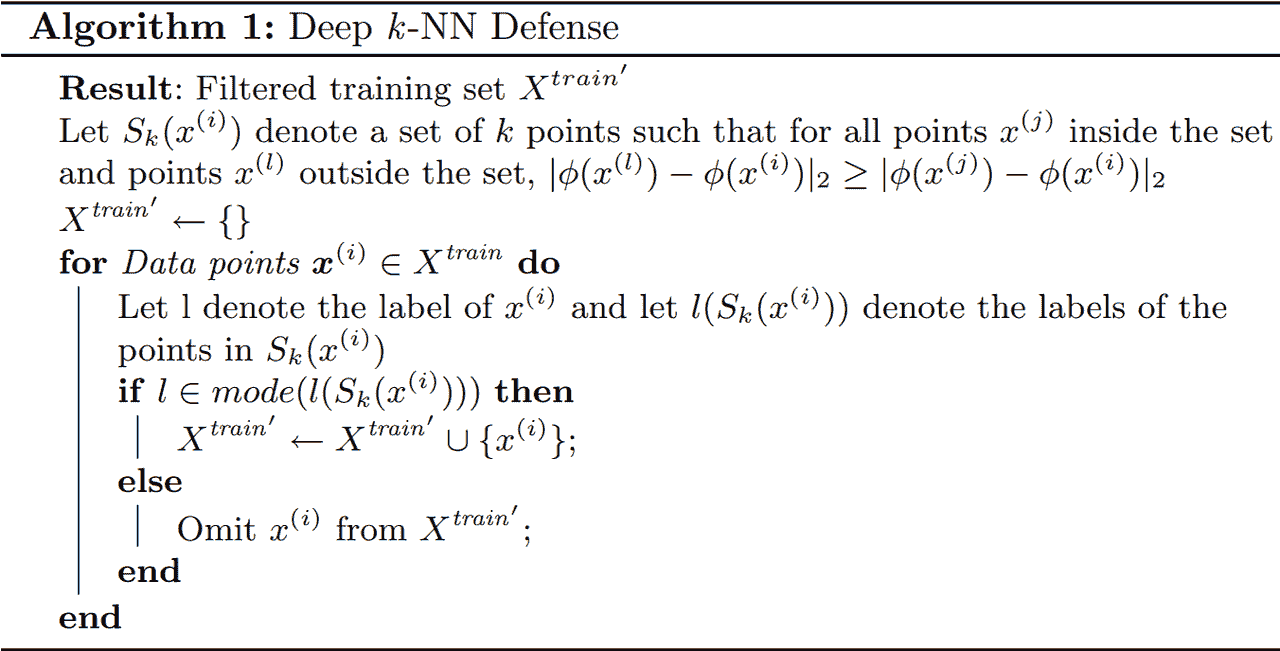 Algorithm 1: Deep k-NN Defense
Result: Filtered training set X^{train′}
Let S_k(x^{(i)}) denote a set of k points such that for all points x^{(j)} inside the set
and points x^{(l)} outside the set, |ϕ(x^{(l)}) − ϕ(x^{(i)})|_2 ≥ |ϕ(x^{(j)}) − ϕ(x^{(i)})|_2
X^{train′} ← {}
for Data points x^{(i)} ∈ X^{train} do
Let l denote the label of x^{(i)} and let l(S_k(x^{(i)})) denote the labels of the
points in S_k(x^{(i)})
if l ∈ mode(l(S_k(x^{(i)}))) then
X^{train′} ← X^{train′} ∪ {x^{(i)}};
else
Omit x^{(i)} from X^{train′};
end
end